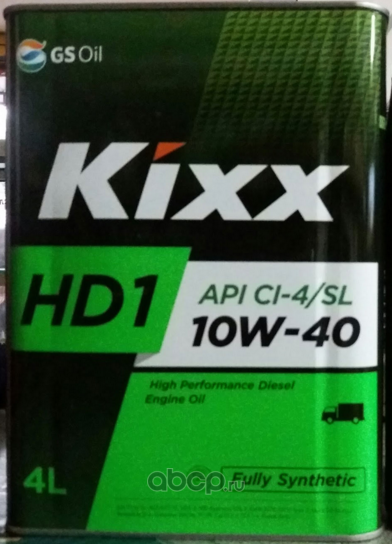 GS Oil
Kixx
HD1
API CI-4/SL
10W-40
High Performance Diesel
Engine Oil
4L
abcp.ru
Fully Synthetic